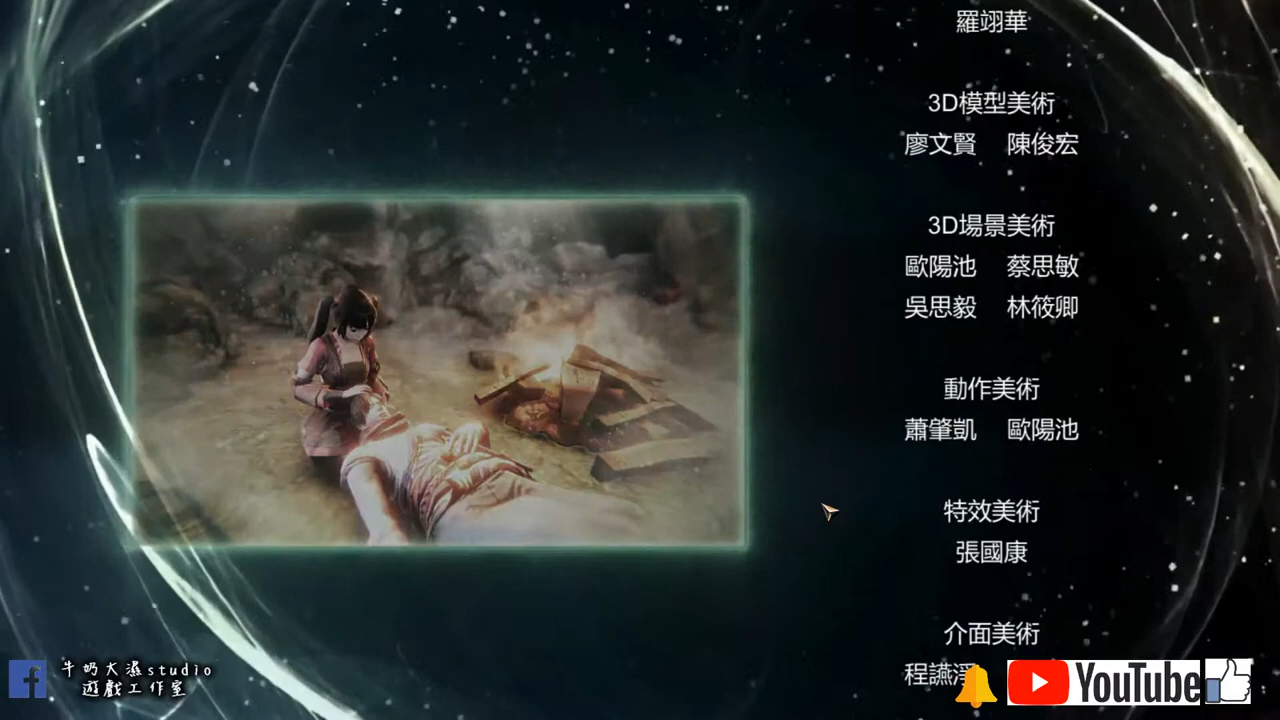 羅翊華
3D模型美術
廖文賢 陳俊宏
3D場景美術
歐陽池 蔡思敏
吳思毅 林筱卿
動作美術
蕭肇凱 歐陽池
特效美術
張國康
介面美術
程讌淨
牛奶大濕studio
遊戲工作室
YouTube